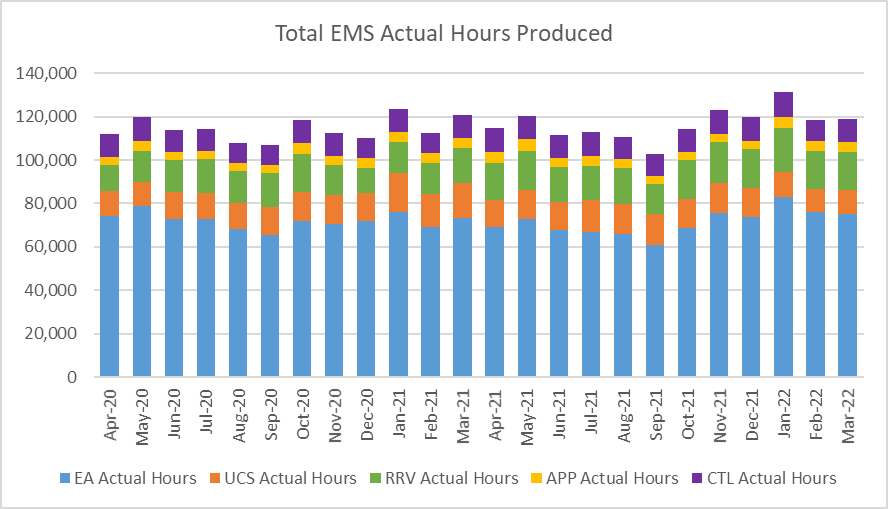 Total EMS Actual Hours Produced
140,000
120,000
100,000
80,000
60,000
40,000
20,000
0
Apr-20
May-20
Jun-20
Jul-20
Aug-20
Sep-20
Oct-20
Nov-20
Dec-20
Jan-21
Feb-21
Mar-21
Apr-21
May-21
Jun-21
Jul-21
Aug-21
Sep-21
Oct-21
Nov-21
Dec-21
Jan-22
Feb-22
Mar-22
EA Actual Hours
UCS Actual Hours
RRV Actual Hours
APP Actual Hours
CTL Actual Hours